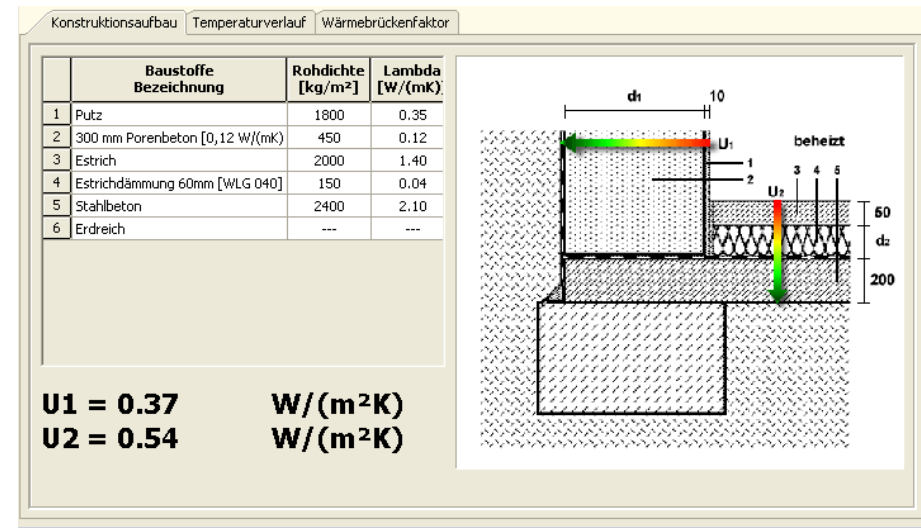 Konstruktionsaufbau Temperaturverlauf Wärmebrückenfaktor
Baustoffe Bezeichnung Rohdichte [kg/m²] Lambda [W/(mK)]
1 Putz 1800 0.35
2 300 mm Porenbeton [0,12 W/(mK) 450 0.12
3 Estrich 2000 1.40
4 Estrichdämmung 60mm [WLG 040] 150 0.04
5 Stahlbeton 2400 2.10
6 Erdreich --- ---
U1 = 0.37 W/(m²K)
U2 = 0.54 W/(m²K)
d₁ 10
U₁ beheizt
1
2 3 4 5
U₂
50
d₂
200